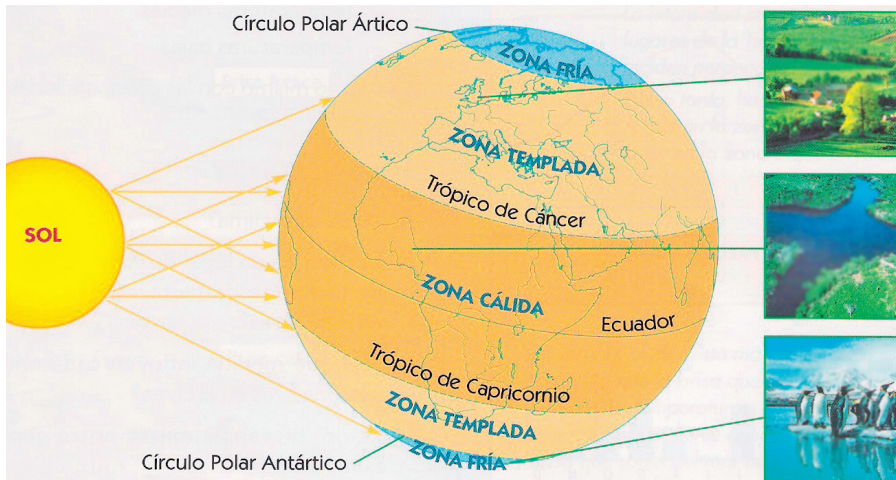 Círculo Polar Ártico
ZONA FRÍA
ZONA TEMPLADA
Trópico de Cáncer
SOL
ZONA CÁLIDA
Ecuador
Trópico de Capricornio
ZONA TEMPLADA
Círculo Polar Antártico
ZONA FRÍA